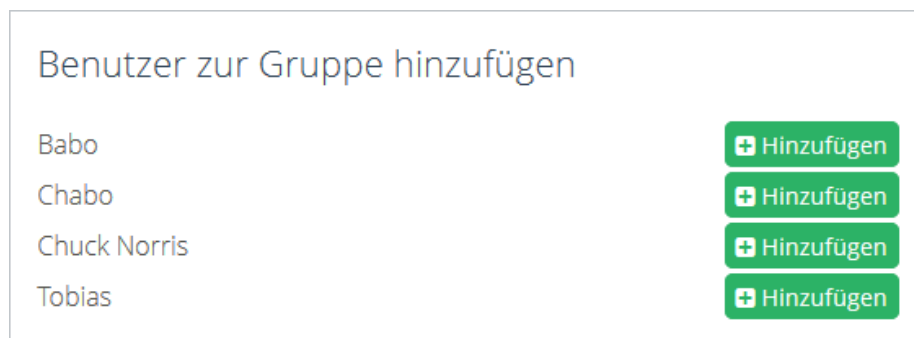 Benutzer zur Gruppe hinzufügen
Babo Hinzufügen
Chabo Hinzufügen
Chuck Norris Hinzufügen
Tobias Hinzufügen